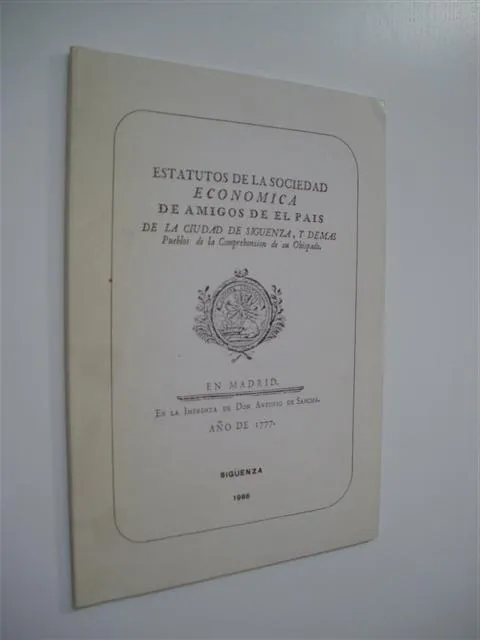 ESTATUTOS DE LA SOCIEDAD
ECONOMICA
DE AMIGOS DE EL PAIS
DE LA CIUDAD DE SIGUENZA, Y DEMAS
Pueblos de la Comprehension de su Obispado.
EN MADRID.
EN LA IMPRENTA DE DON ANTONIO DE SANCHA.
AÑO DE 1777.
SIGUENZA
1986